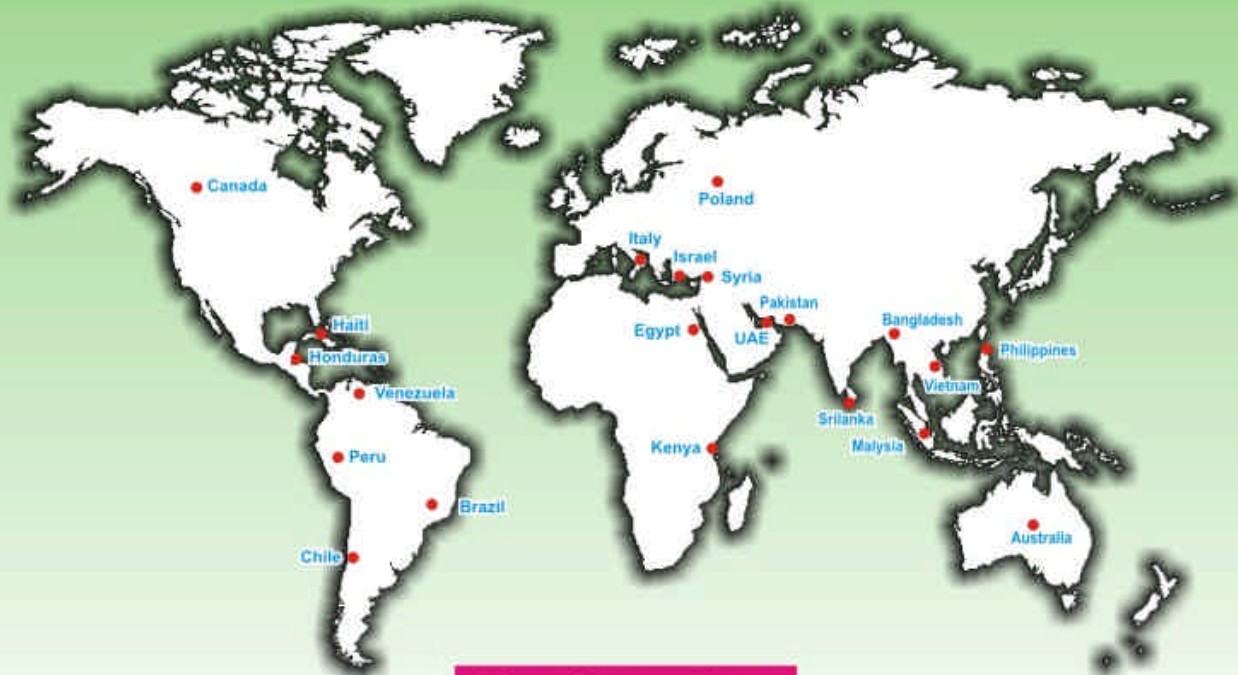 Canada
Poland
Italy
Israel
Syria
Pakistan
Haiti
Egypt
UAE
Bangladesh
Honduras
Philippines
Venezuela
Vietnam
Srilanka
Kenya
Malysia
Peru
Brazil
Australia
Chile